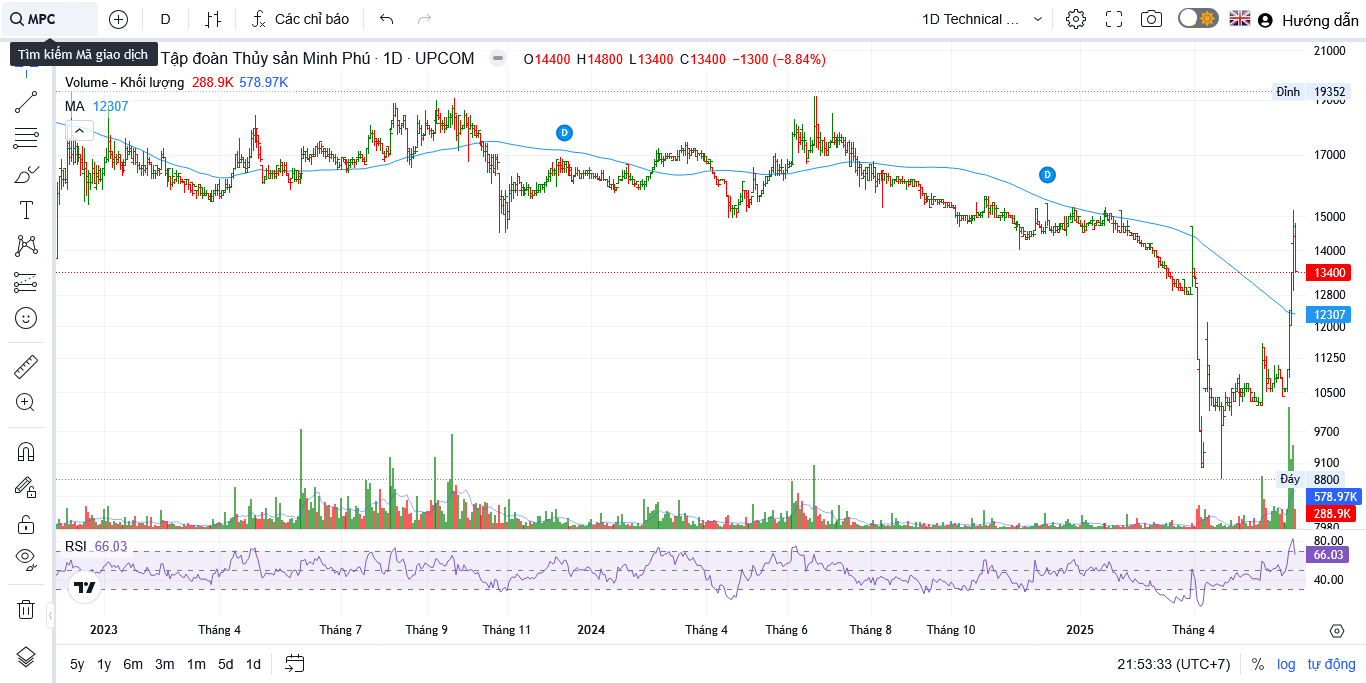 MPC
D
Các chỉ báo
1D Technical ...
Hướng dẫn
Tìm kiếm Mã giao dịch
Tập đoàn Thủy sản Minh Phú · 1D · UPCOM
O14400 H14800 L13400 C13400 −1300 (−8.84%)
Volume - Khối lượng 288.9K 578.97K
MA 12307
D
D
21000
Đỉnh 19352
19000
17000
15000
14000
13400
12800
12307
12000
11250
10500
9700
9100
Đáy 8800
578.97K
288.9K
7980
RSI 66.03
80.00
66.03
40.00
2023 Tháng 4 Tháng 7 Tháng 9 Tháng 11 2024 Tháng 4 Tháng 6 Tháng 8 Tháng 10 2025 Tháng 4
5y 1y 6m 3m 1m 5d 1d
21:53:33 (UTC+7) % log tự động